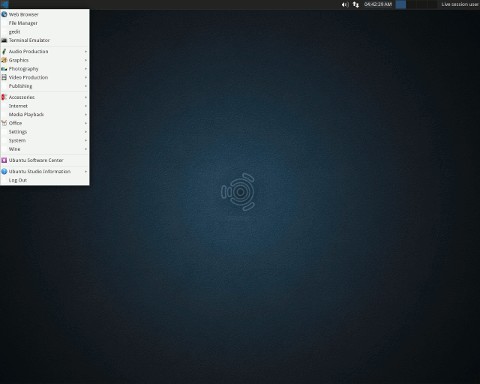 04:42:29 AM
Live session user
Web Browser
File Manager
gedit
Terminal Emulator
Audio Production
Graphics
Photography
Video Production
Publishing
Accessories
Internet
Media Playback
Office
Settings
System
Wine
Ubuntu Software Center
Ubuntu Studio Information
Log Out